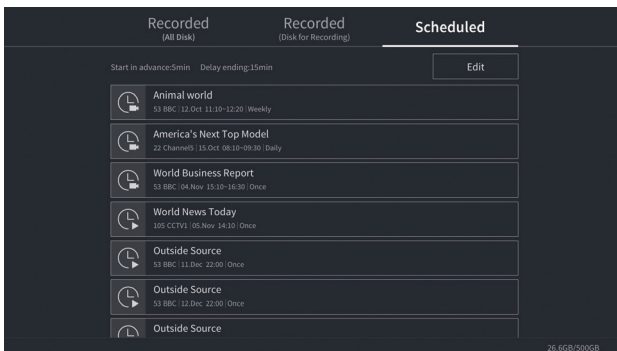 Recorded
(All Disk)
Recorded
(Disk for Recording)
Scheduled
Start in advance:5min Delay ending:15min
Edit
Animal world
53 BBC | 12.Oct 11:10~12:20 | Weekly
America's Next Top Model
22 Channel5 | 15.Oct 08:10~09:30 | Daily
World Business Report
53 BBC | 04.Nov 15:10~16:30 | Once
World News Today
105 CCTV1 | 05.Nov 14:10 | Once
Outside Source
53 BBC | 11.Dec 22:00 | Once
Outside Source
53 BBC | 12.Dec 22:00 | Once
Outside Source
26.6GB/500GB